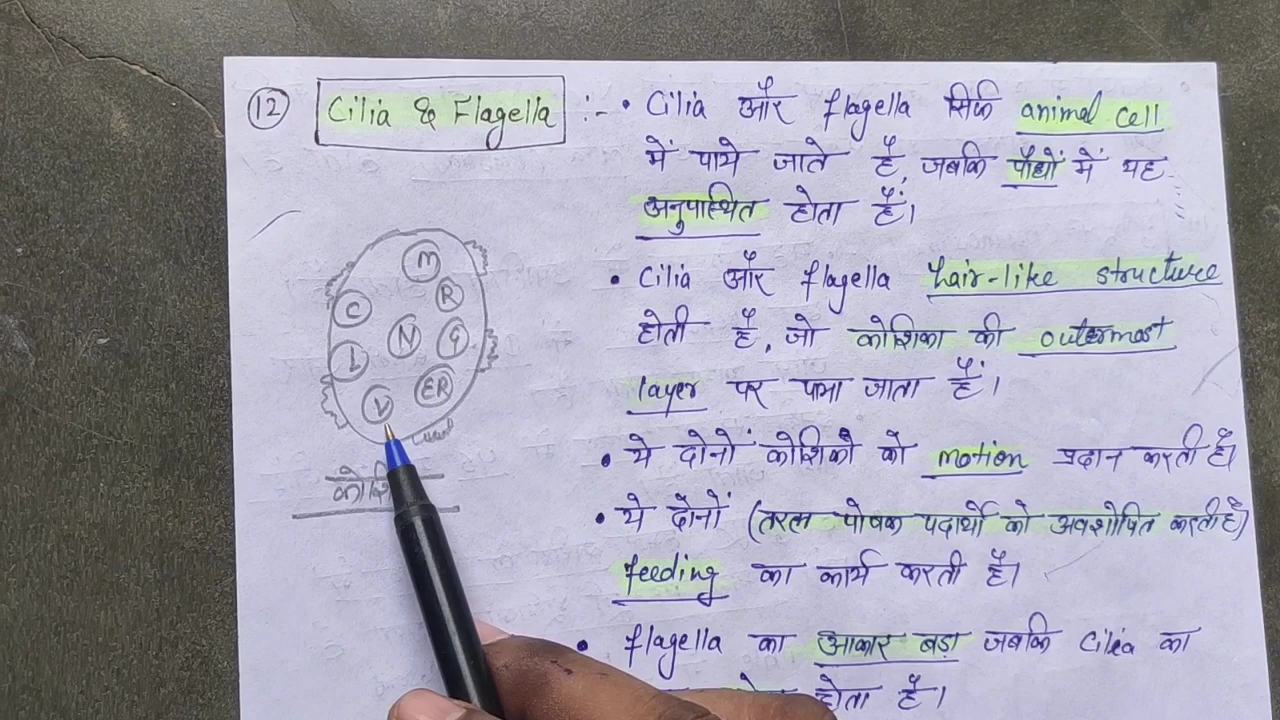 12 Cilia & Flagella :- • Cilia और flagella सिर्फ animal cell
में पाये जाते है, जबकि पौधों में यह
अनुपास्थित होता है।
• Cilia और flagella hair-like structure
होती है, जो कोशिका की outermost
layer पर पाया जाता है।
• ये दोनों कोशिको को motion प्रदान करती है।
• ये दोनों (तरल पोषक पदार्थो को अवशोषित करती है)
feeding का कार्य करती है।
• flagella का आकार बड़ा जबकि Cilia का
होता है।
M
R
C
N
G
L
ER
V
कोशि